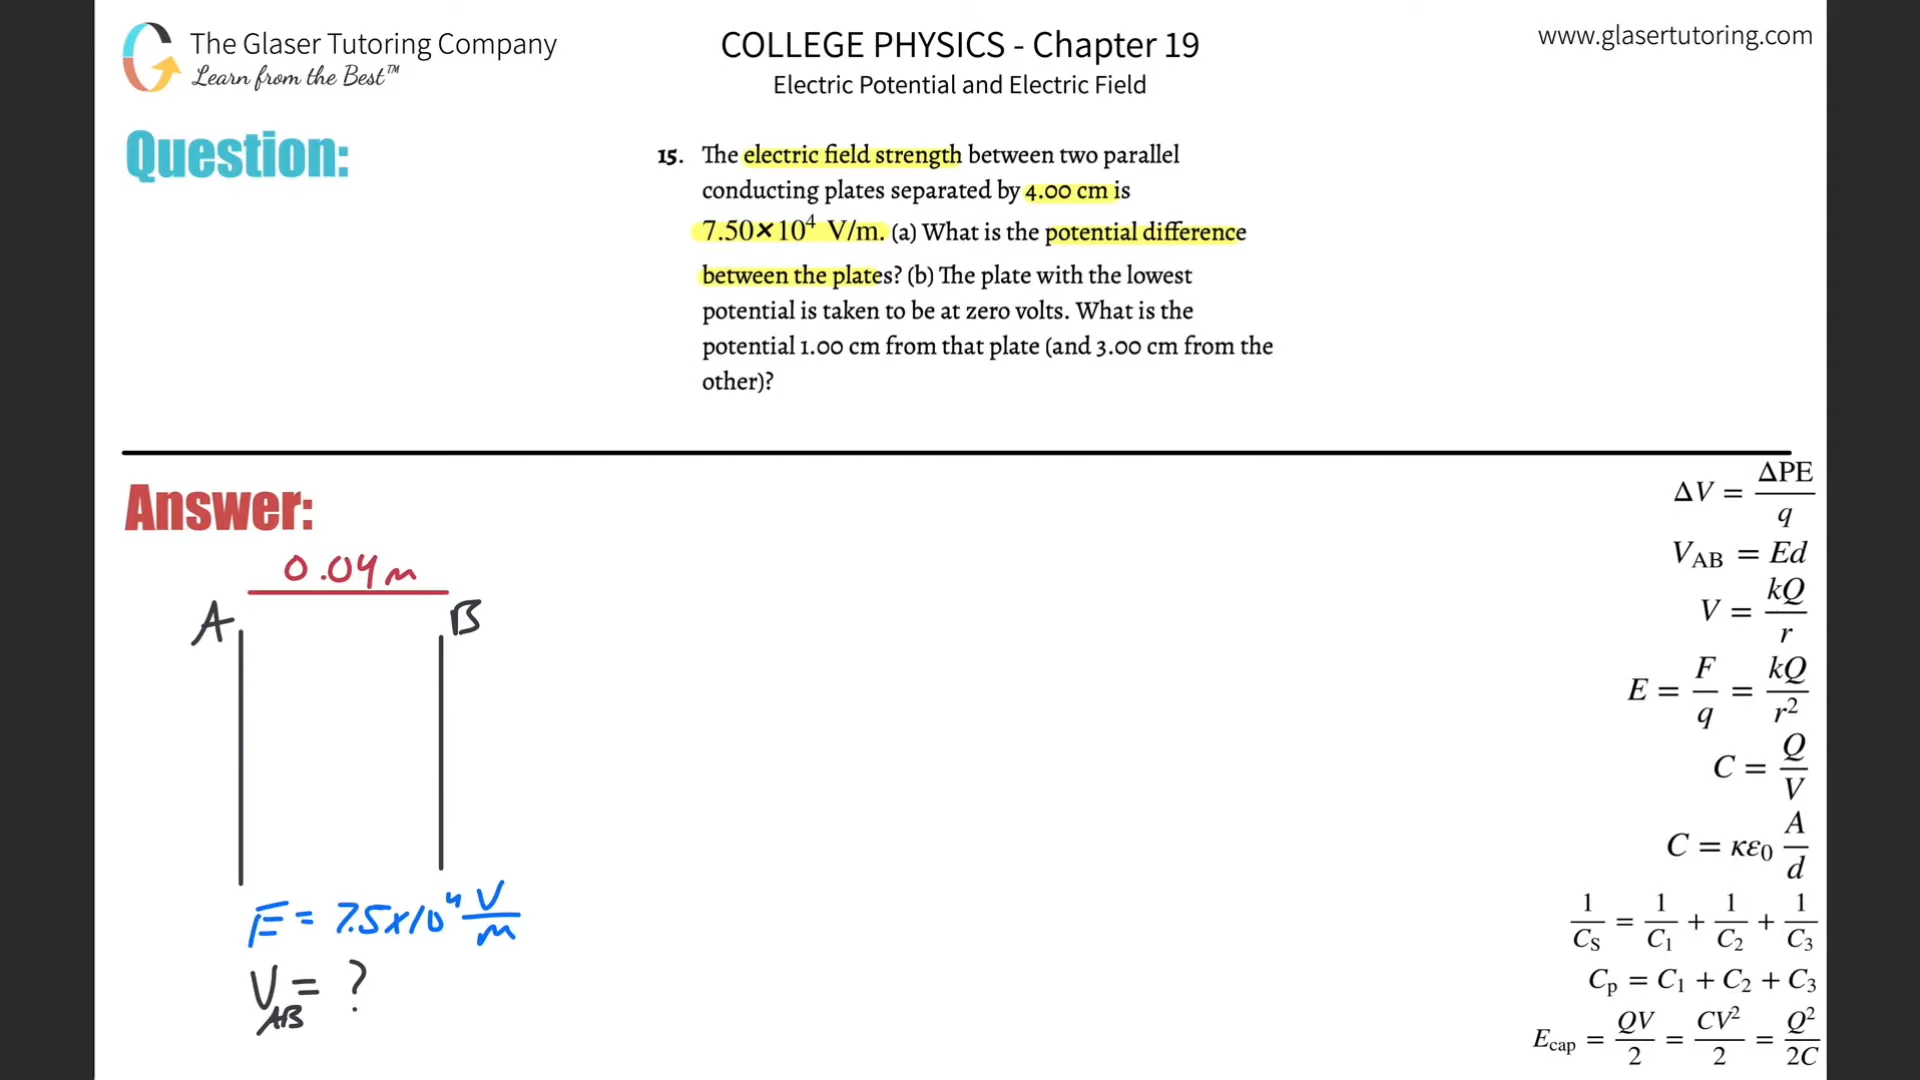 The Glaser Tutoring Company
Learn from the Best™
COLLEGE PHYSICS - Chapter 19
Electric Potential and Electric Field
www.glasertutoring.com
Question:
15. The electric field strength between two parallel
conducting plates separated by 4.00 cm is
7.50×10⁴ V/m. (a) What is the potential difference
between the plates? (b) The plate with the lowest
potential is taken to be at zero volts. What is the
potential 1.00 cm from that plate (and 3.00 cm from the
other)?
Answer:
0.04 m
A B
E = 7.5x10⁴ V/m
V_AB = ?
ΔV = ΔPE/q
V_AB = Ed
V = kQ/r
E = F/q = kQ/r²
C = Q/V
C = κε₀ A/d
1/C_S = 1/C₁ + 1/C₂ + 1/C₃
C_p = C₁ + C₂ + C₃
E_cap = QV/2 = CV²/2 = Q²/2C